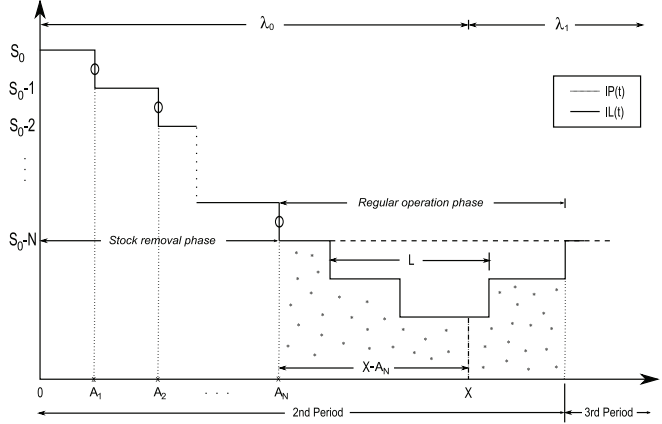 λ₀ λ₁
S₀
S₀-1
S₀-2
IP(t)
IL(t)
Regular operation phase
S₀-N
Stock removal phase
L
X-A_N
0 A₁ A₂ . . . . A_N X
2nd Period 3rd Period